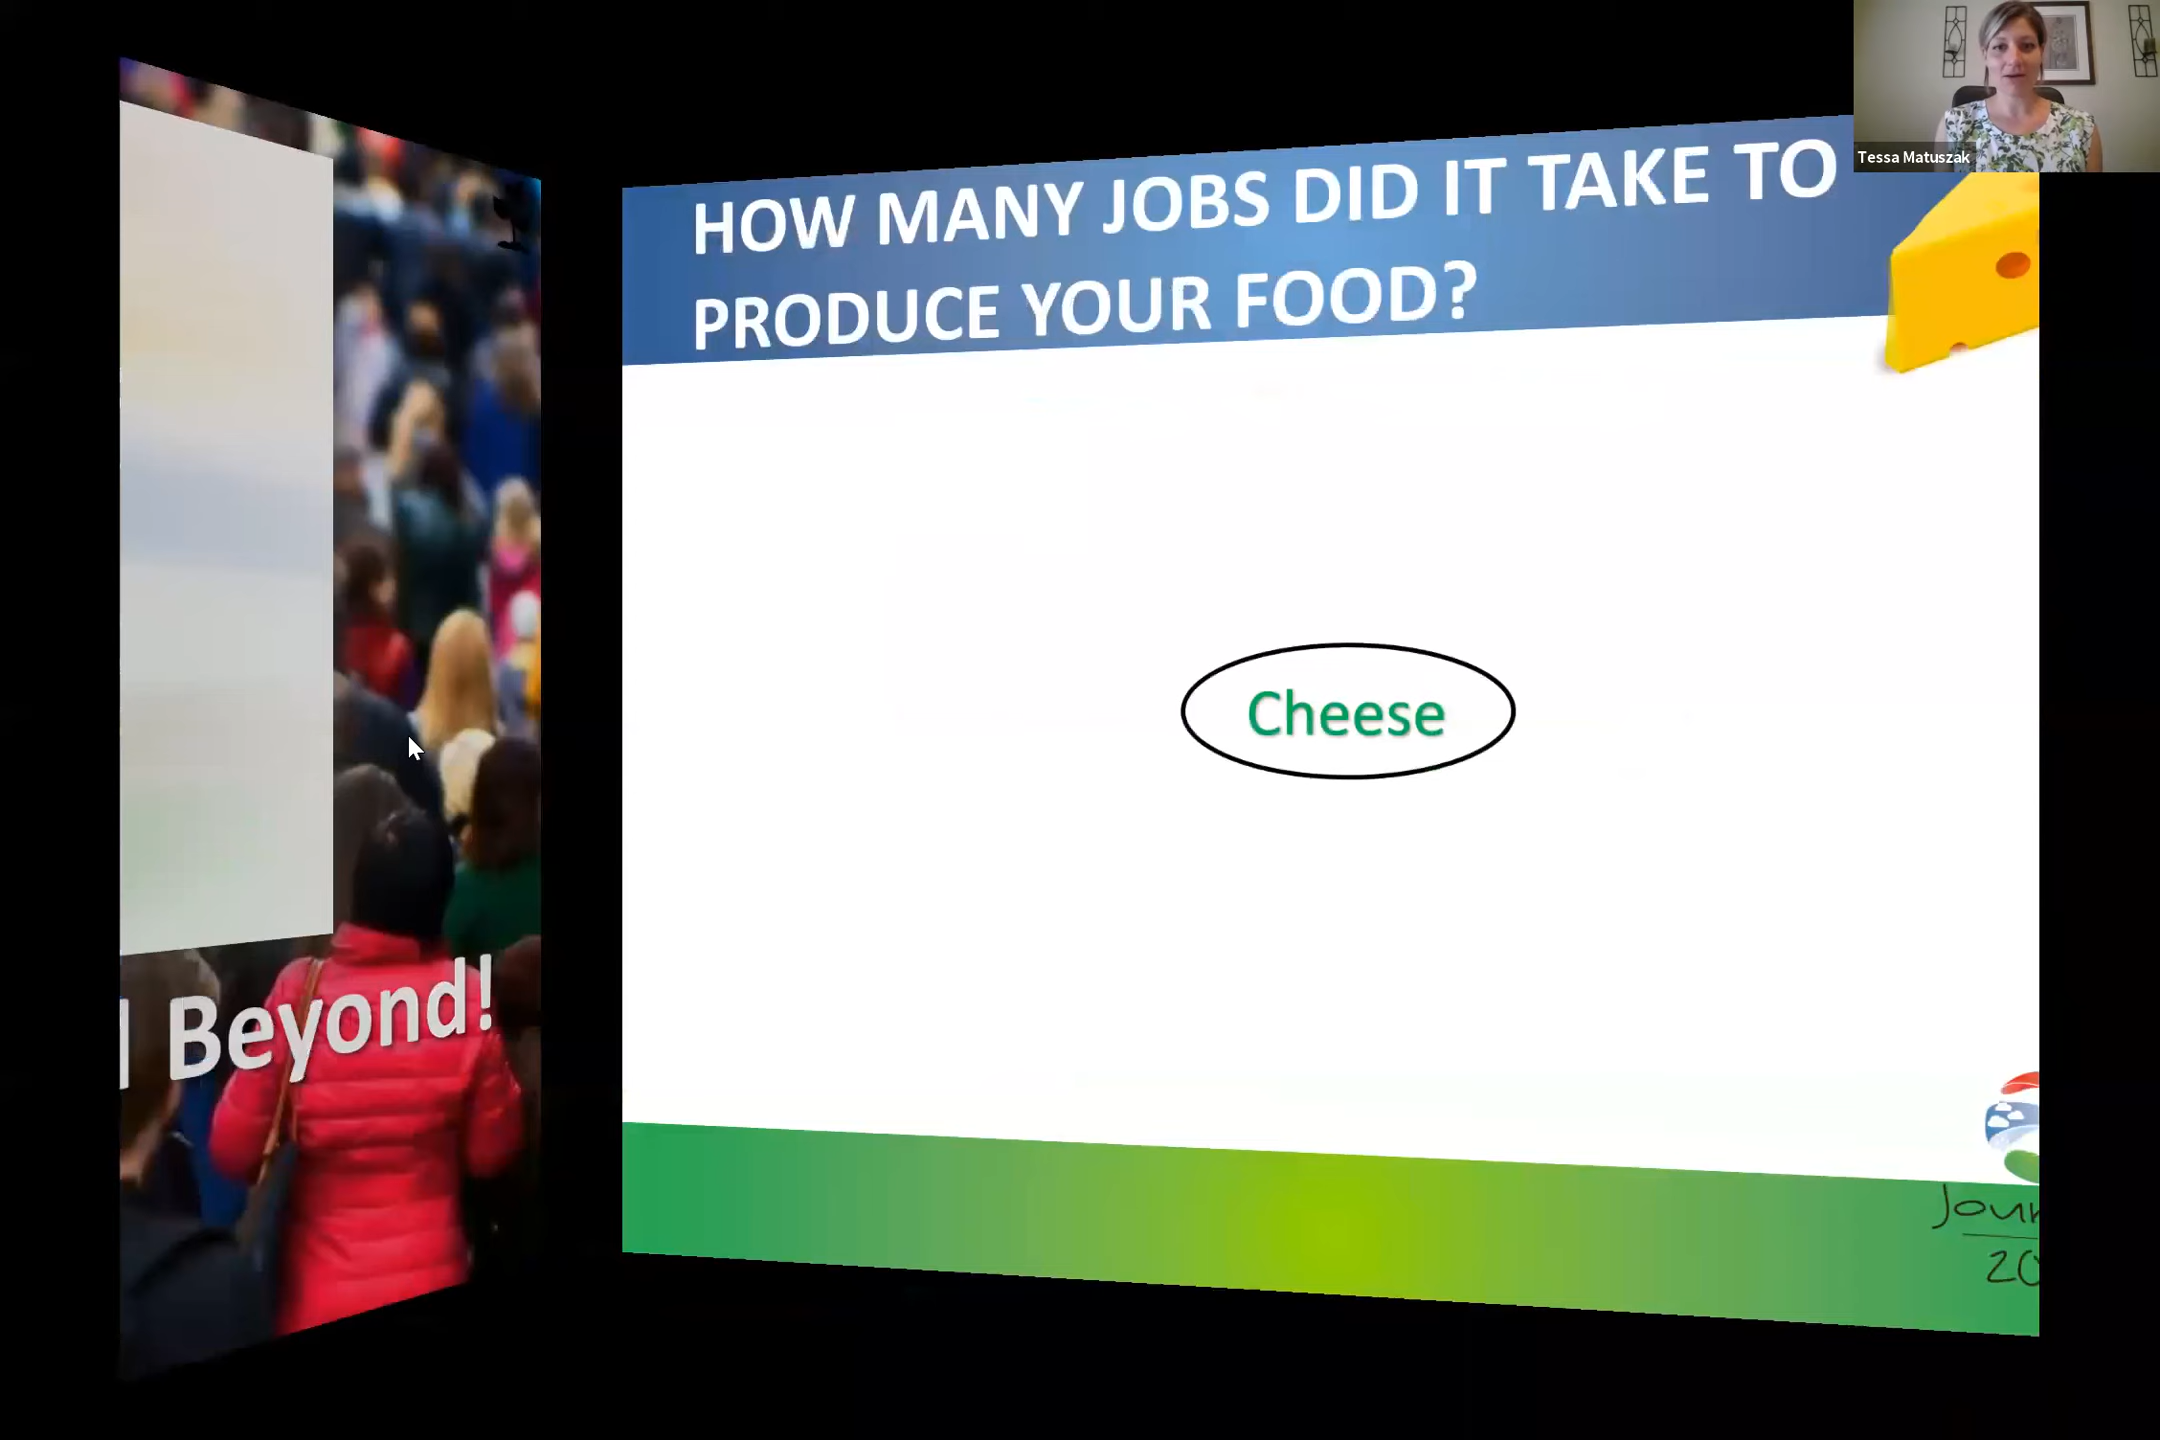 Tessa Matuszak
HOW MANY JOBS DID IT TAKE TO
PRODUCE YOUR FOOD?
Cheese
Beyond!